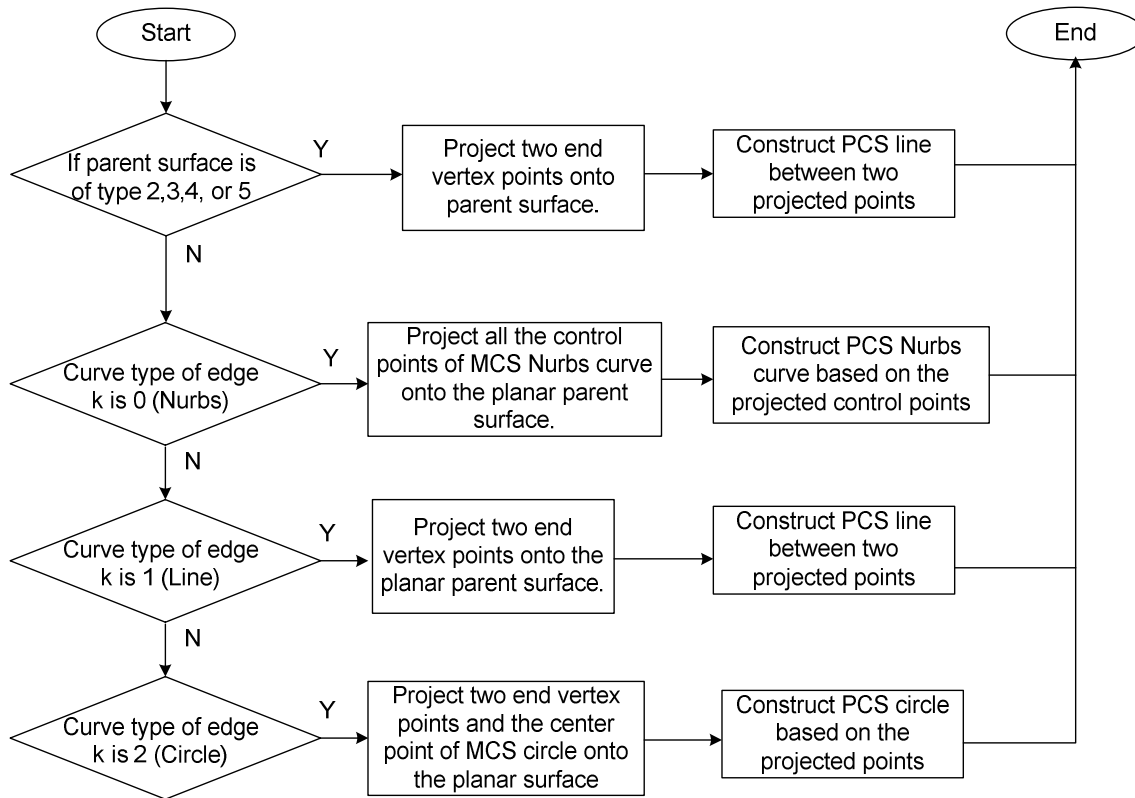 Start
End
If parent surface is
of type 2,3,4, or 5
Y
Project two end
vertex points onto
parent surface.
Construct PCS line
between two
projected points
N
Curve type of edge
k is 0 (Nurbs)
Y
Project all the control
points of MCS Nurbs curve
onto the planar parent
surface.
Construct PCS Nurbs
curve based on the
projected control points
N
Curve type of edge
k is 1 (Line)
Y
Project two end
vertex points onto the
planar parent surface.
Construct PCS line
between two
projected points
N
Curve type of edge
k is 2 (Circle)
Y
Project two end vertex
points and the center
point of MCS circle onto
the planar surface
Construct PCS circle
based on the
projected points